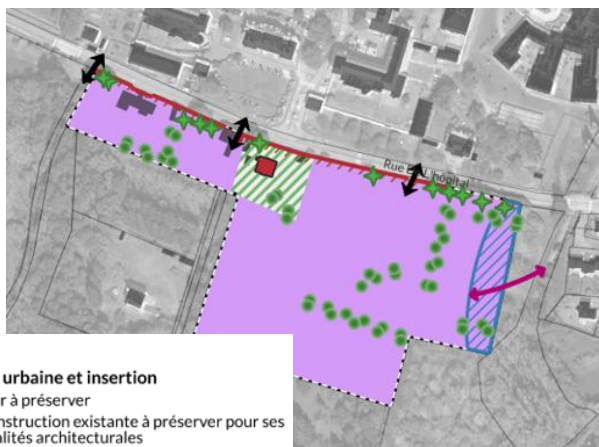 Rue de l'hôpital
urbaine et insertion
r à préserver
nstruction existante à préserver pour ses
alités architecturales